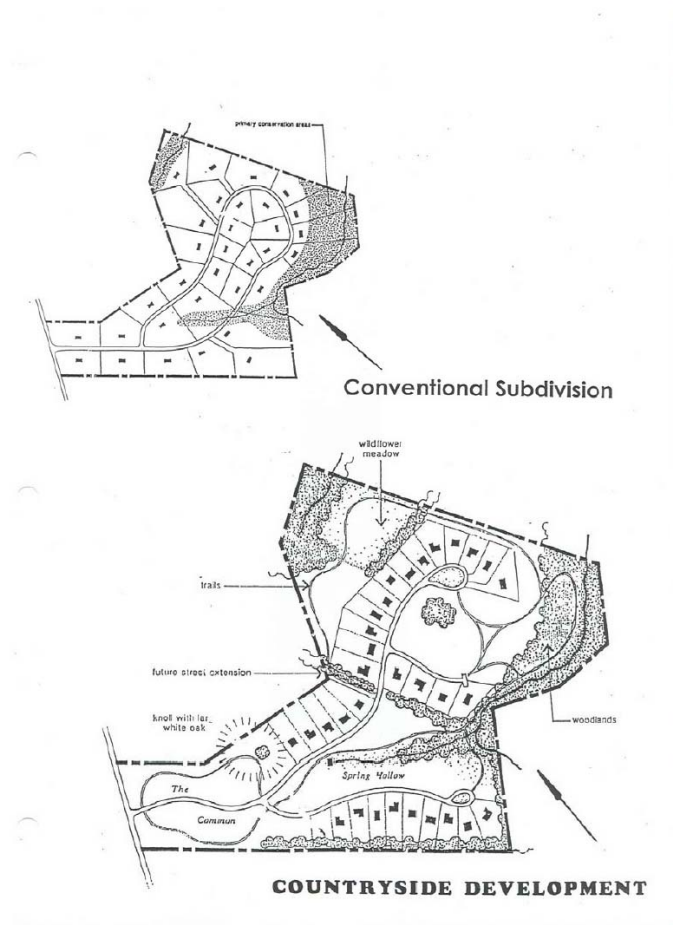 primary conservation areas
Conventional Subdivision
wildflower
meadow
trails
future street extension
knoll with lar_
white oak
woodlands
Spring Hollow
The
Common
COUNTRYSIDE DEVELOPMENT